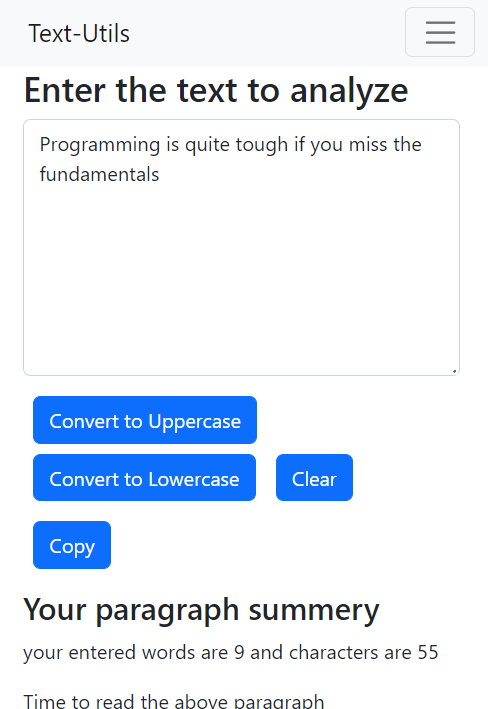 Text-Utils
Enter the text to analyze
Programming is quite tough if you miss the
fundamentals
Convert to Uppercase
Convert to Lowercase Clear
Copy
Your paragraph summery
your entered words are 9 and characters are 55
Time to read the above paragraph